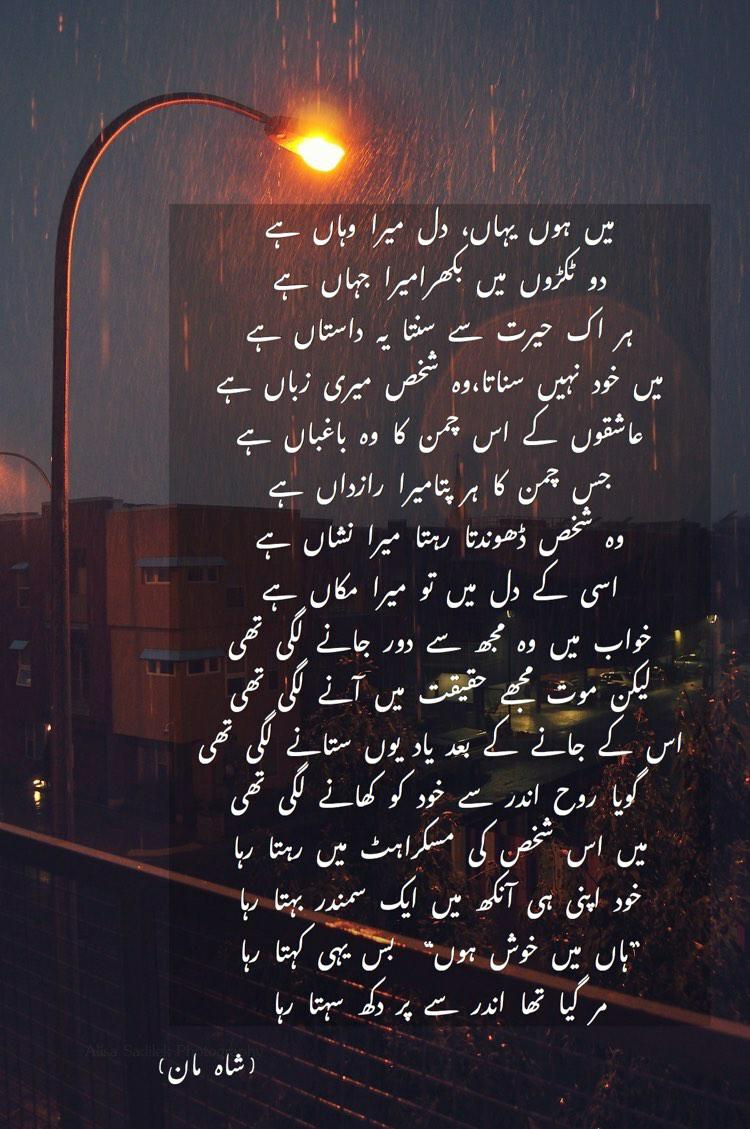 میں ہوں یہاں، دل میرا وہاں ہے
دو ٹکڑوں میں بکھرامیرا جہاں ہے
ہر اک حیرت سے سنتا یہ داستاں ہے
میں خود نہیں سناتا،وہ شخص میری زباں ہے
عاشقوں کے اس چمن کا وہ باغباں ہے
جس چمن کا ہر پتامیرا رازداں ہے
وہ شخص ڈھوندتا رہتا میرا نشاں ہے
اسی کے دل میں تو میرا مکاں ہے
خواب میں وہ مجھ سے دور جانے لگی تھی
لیکن موت مجھے حقیقت میں آنے لگی تھی
اس کے جانے کے بعد یاد یوں ستانے لگی تھی
گویا روح اندر سے خود کو کھانے لگی تھی
میں اس شخص کی مسکراہٹ میں رہتا رہا
خود اپنی ہی آنکھ میں ایک سمندر بہتا رہا
"ہاں میں خوش ہوں" بس یہی کہتا رہا
مر گیا تھا اندر سے پر دکھ سہتا رہا
Alisa Sadilak Photography
(شاہ مان)